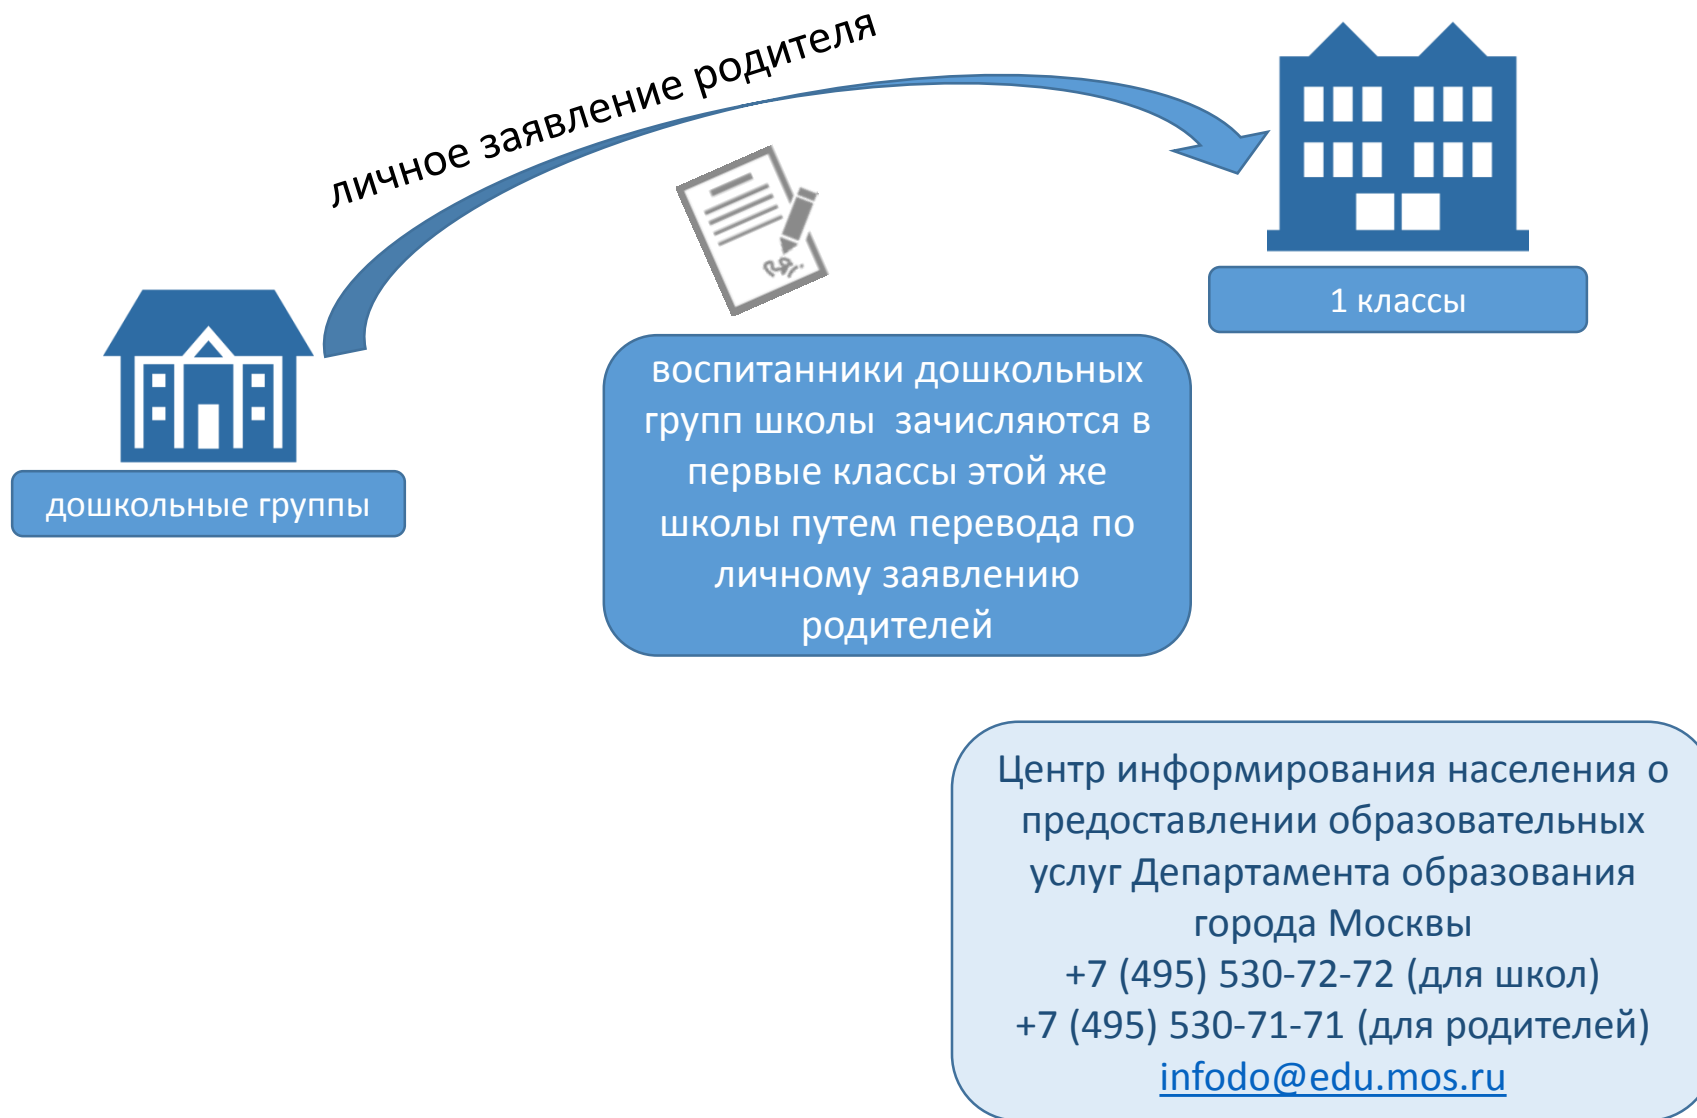 личное заявление родителя
1 классы
дошкольные группы
воспитанники дошкольных
групп школы зачисляются в
первые классы этой же
школы путем перевода по
личному заявлению
родителей
Центр информирования населения о
предоставлении образовательных
услуг Департамента образования
города Москвы
+7 (495) 530-72-72 (для школ)
+7 (495) 530-71-71 (для родителей)
infodo@edu.mos.ru